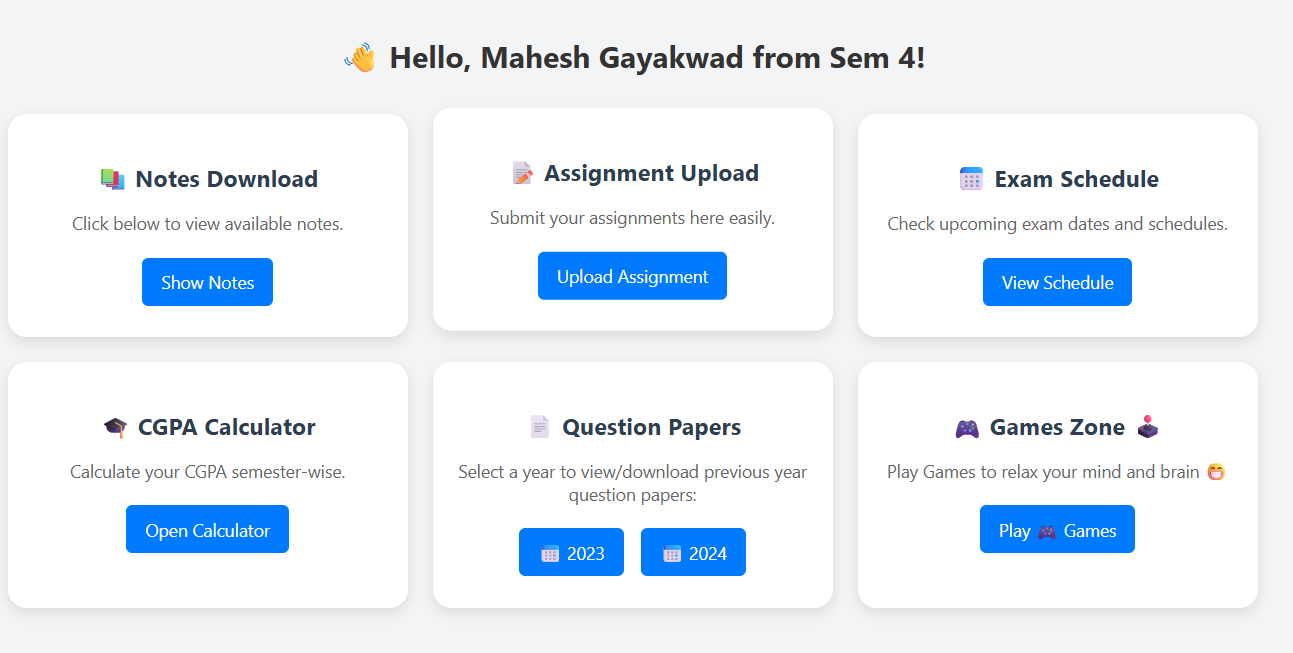 👋 Hello, Mahesh Gayakwad from Sem 4!
📚 Notes Download
Click below to view available notes.
Show Notes
📝 Assignment Upload
Submit your assignments here easily.
Upload Assignment
🗓️ Exam Schedule
Check upcoming exam dates and schedules.
View Schedule
🎓 CGPA Calculator
Calculate your CGPA semester-wise.
Open Calculator
📄 Question Papers
Select a year to view/download previous year
question papers:
🗓️ 2023
🗓️ 2024
🎮 Games Zone 🕹️
Play Games to relax your mind and brain 😁
Play 🎮 Games